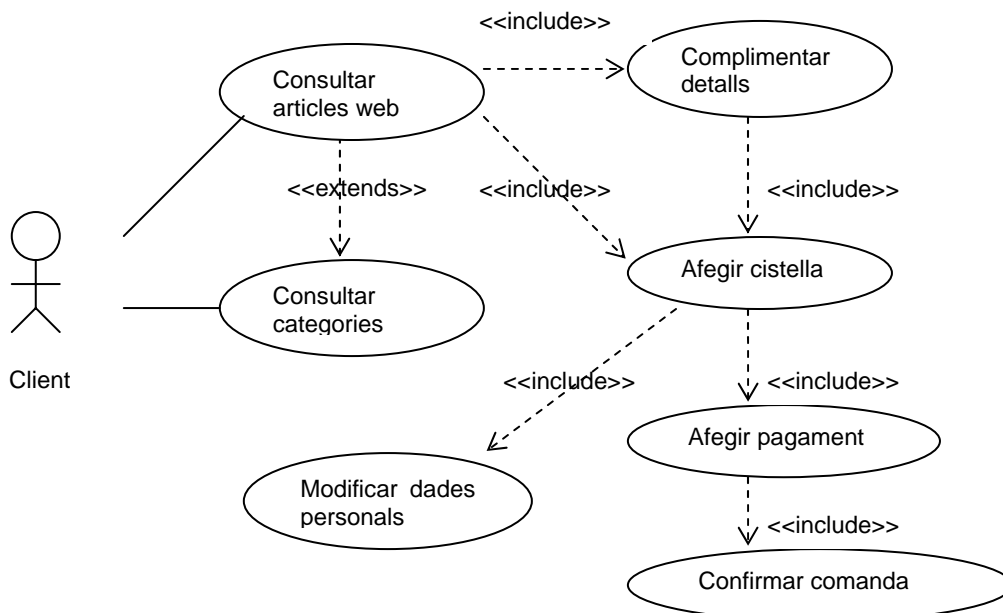 <<include>>
Consultar
articles web
Complimentar
detalls
<<extends>>
<<include>>
<<include>>
Consultar
categories
Afegir cistella
Client
<<include>>
<<include>>
Afegir pagament
Modificar dades
personals
<<include>>
Confirmar comanda